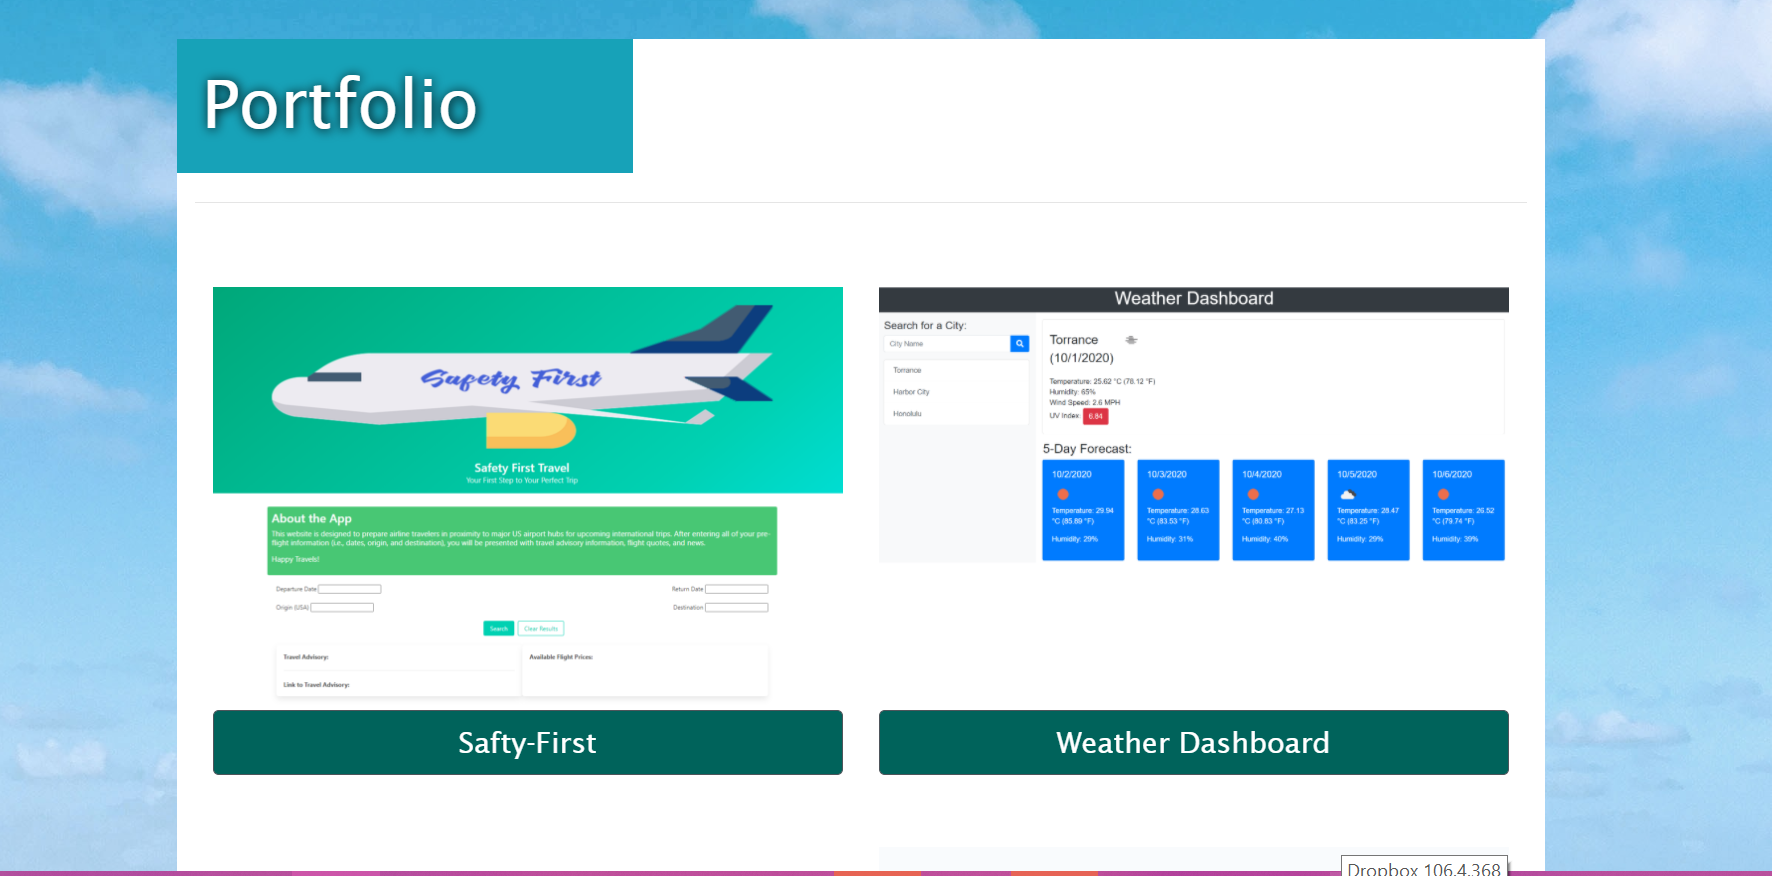 Portfolio
Safety First
Safety First Travel
Your First Step to Your Perfect Trip
About the App
This website is designed to prepare airline travelers in proximity to major US airport hubs for upcoming international trips. After entering all of your pre-
flight information (i.e., dates, origin, and destination), you will be presented with travel advisory information, flight quotes, and news.
Happy Travels!
Departure Date
Return Date
Origin (USA)
Destination
Search
Clear Results
Travel Advisory:
Available Flight Prices:
Link to Travel Advisory:
Safty-First
Weather Dashboard
Search for a City:
City Name
Torrance
Harbor City
Honolulu
Torrance
(10/1/2020)
Temperature: 25.62 °C (78.12 °F)
Humidity: 65%
Wind Speed: 2.6 MPH
UV Index: 6.84
5-Day Forecast:
10/2/2020
Temperature: 29.94
°C (85.89 °F)
Humidity: 29%
10/3/2020
Temperature: 28.63
°C (83.53 °F)
Humidity: 31%
10/4/2020
Temperature: 27.13
°C (80.83 °F)
Humidity: 40%
10/5/2020
Temperature: 28.47
°C (83.25 °F)
Humidity: 29%
10/6/2020
Temperature: 26.52
°C (79.74 °F)
Humidity: 39%
Weather Dashboard
Dropbox 106.4.368